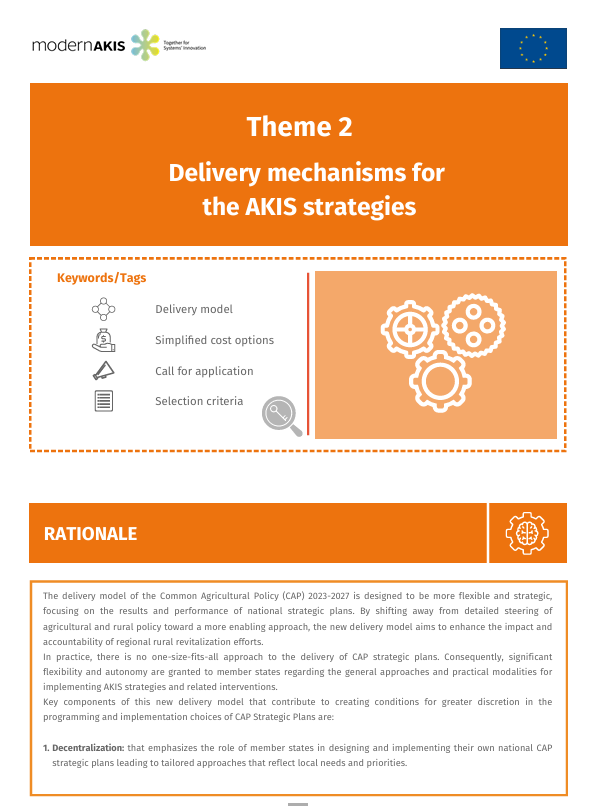 modernAKIS
Together for
Systems' Innovation
Theme 2
Delivery mechanisms for
the AKIS strategies
Keywords/Tags
Delivery model
$
Simplified cost options
Call for application
Selection criteria
RATIONALE
The delivery model of the Common Agricultural Policy (CAP) 2023-2027 is designed to be more flexible and strategic,
focusing on the results and performance of national strategic plans. By shifting away from detailed steering of
agricultural and rural policy toward a more enabling approach, the new delivery model aims to enhance the impact and
accountability of regional rural revitalization efforts.
In practice, there is no one-size-fits-all approach to the delivery of CAP strategic plans. Consequently, significant
flexibility and autonomy are granted to member states regarding the general approaches and practical modalities for
implementing AKIS strategies and related interventions.
Key components of this new delivery model that contribute to creating conditions for greater discretion in the
programming and implementation choices of CAP Strategic Plans are:
1. Decentralization: that emphasizes the role of member states in designing and implementing their own national CAP
strategic plans leading to tailored approaches that reflect local needs and priorities.